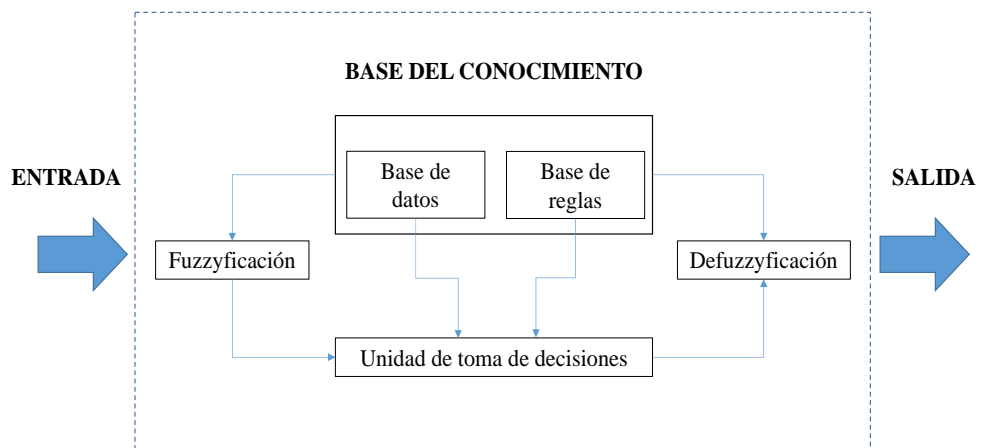 BASE DEL CONOCIMIENTO
ENTRADA
Base de
datos
Base de
reglas
SALIDA
Fuzzyficación
Defuzzyficación
Unidad de toma de decisiones